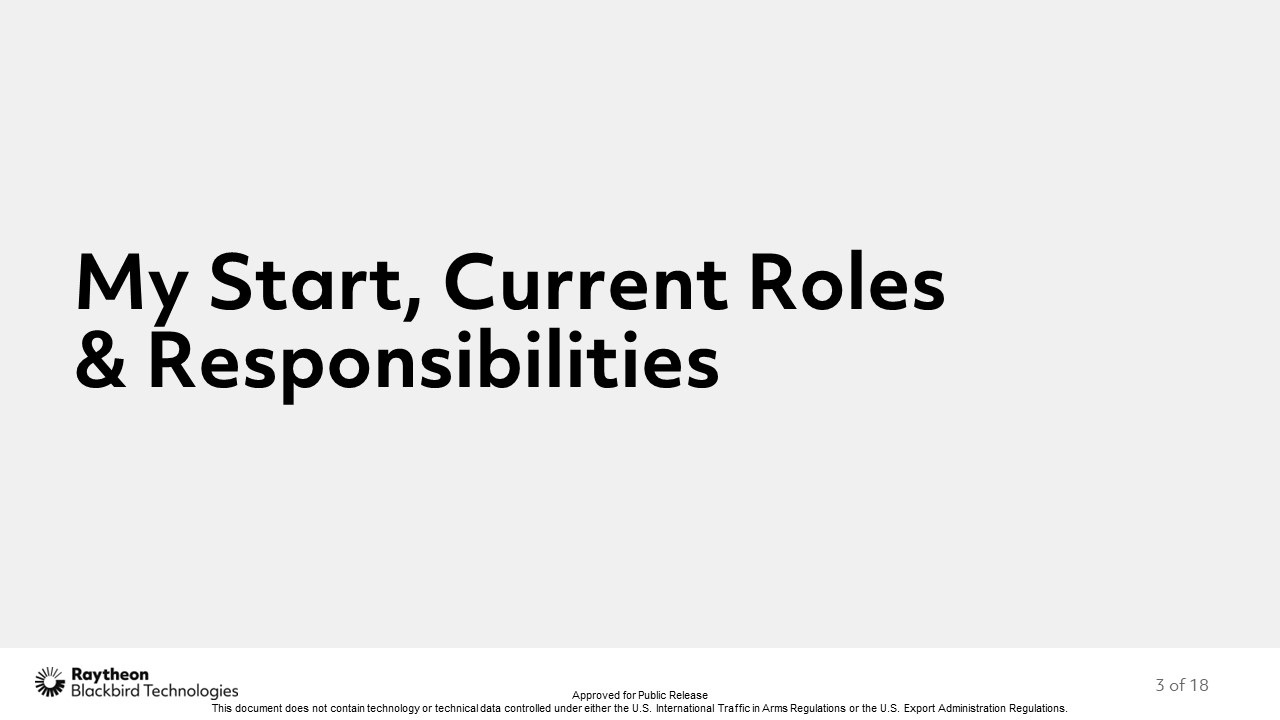 My Start, Current Roles
& Responsibilities
Raytheon
Blackbird Technologies
3 of 18
Approved for Public Release
This document does not contain technology or technical data controlled under either the U.S. International Traffic in Arms Regulations or the U.S. Export Administration Regulations.